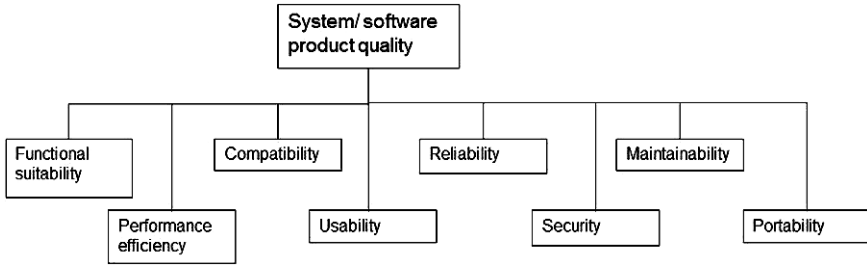 System/ software
product quality
Functional
suitability
Compatibility
Reliability
Maintainability
Performance
efficiency
Usability
Security
Portability